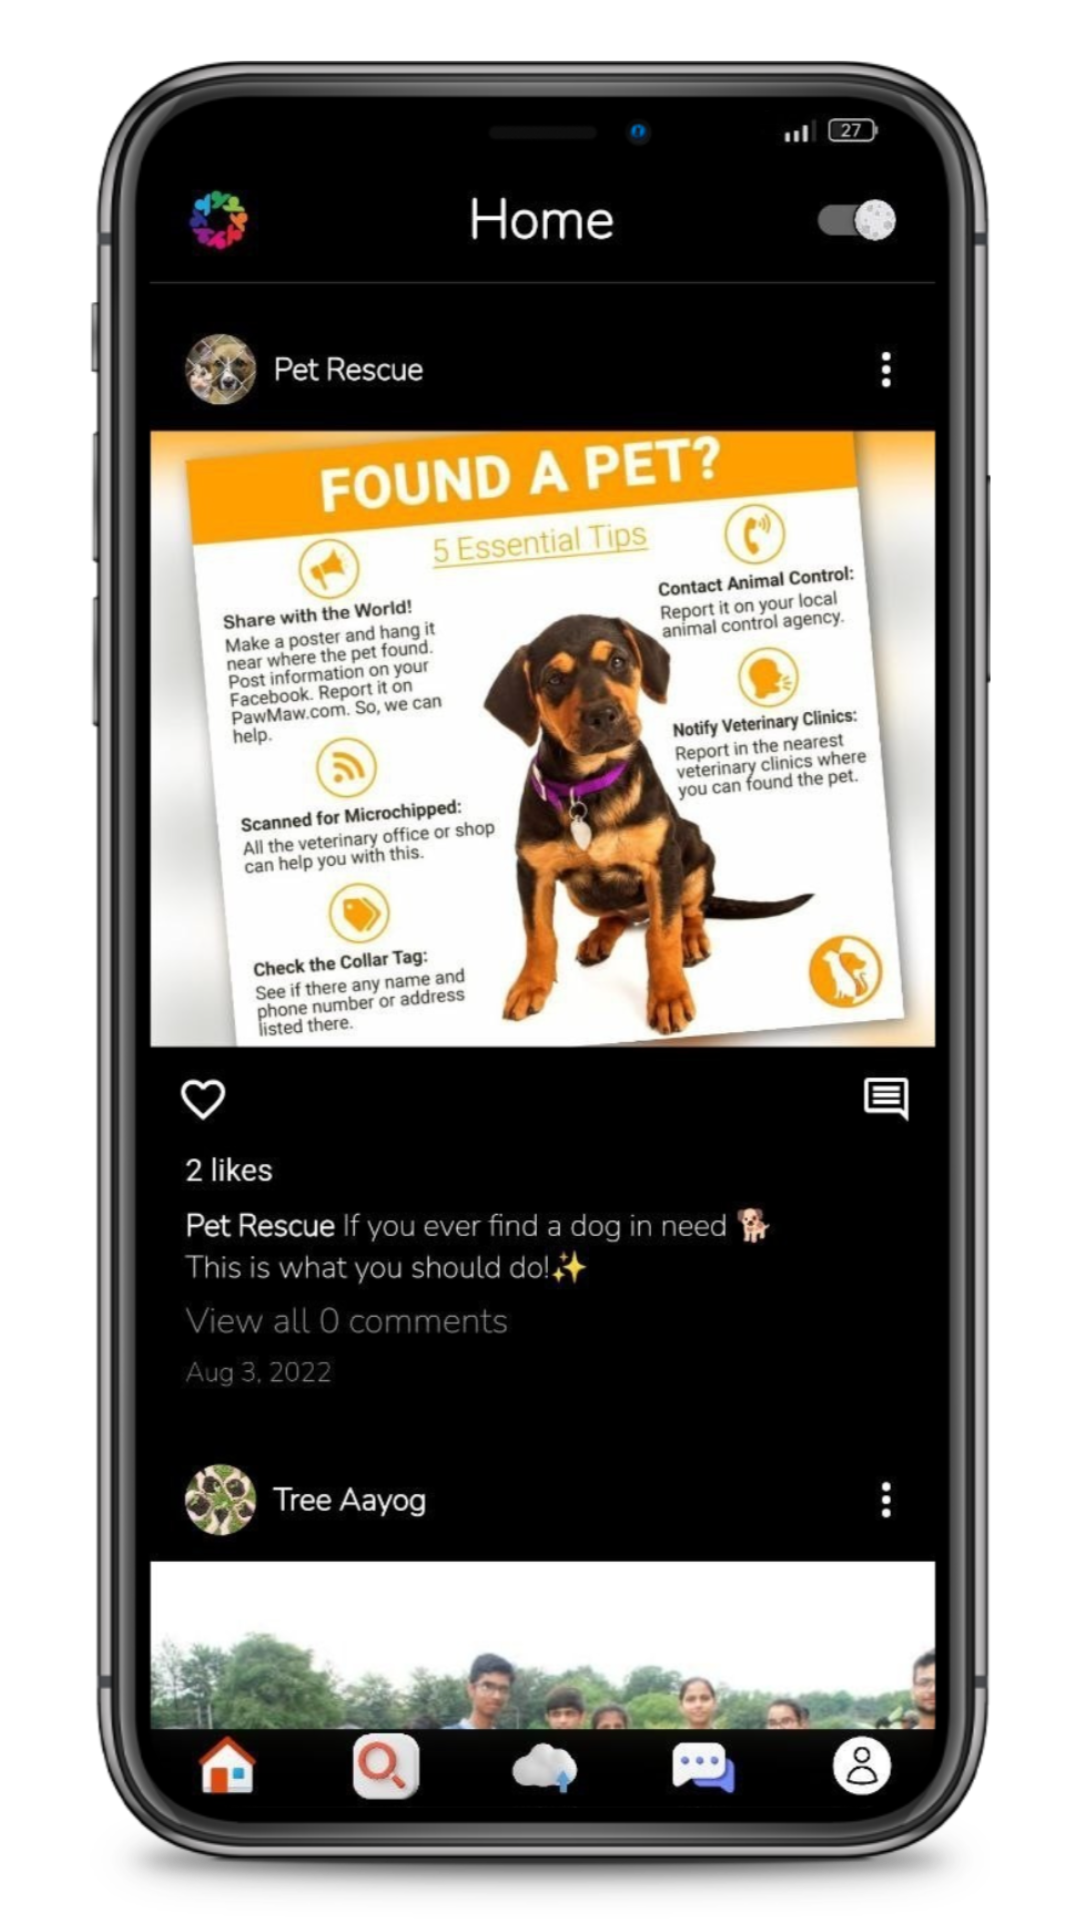 27
Home
Pet Rescue
FOUND A PET?
5 Essential Tips
Share with the World!
Make a poster and hang it
near where the pet found.
Post information on your
Facebook. Report it on
PawMaw.com. So, we can
help.
Scanned for Microchipped:
All the veterinary office or shop
can help you with this.
Check the Collar Tag:
See if there any name and
phone number or address
listed there.
Contact Animal Control:
Report it on your local
animal control agency.
Notify Veterinary Clinics:
Report in the nearest
veterinary clinics where
you can found the pet.
2 likes
Pet Rescue If you ever find a dog in need 🐕
This is what you should do!✨
View all 0 comments
Aug 3, 2022
Tree Aayog